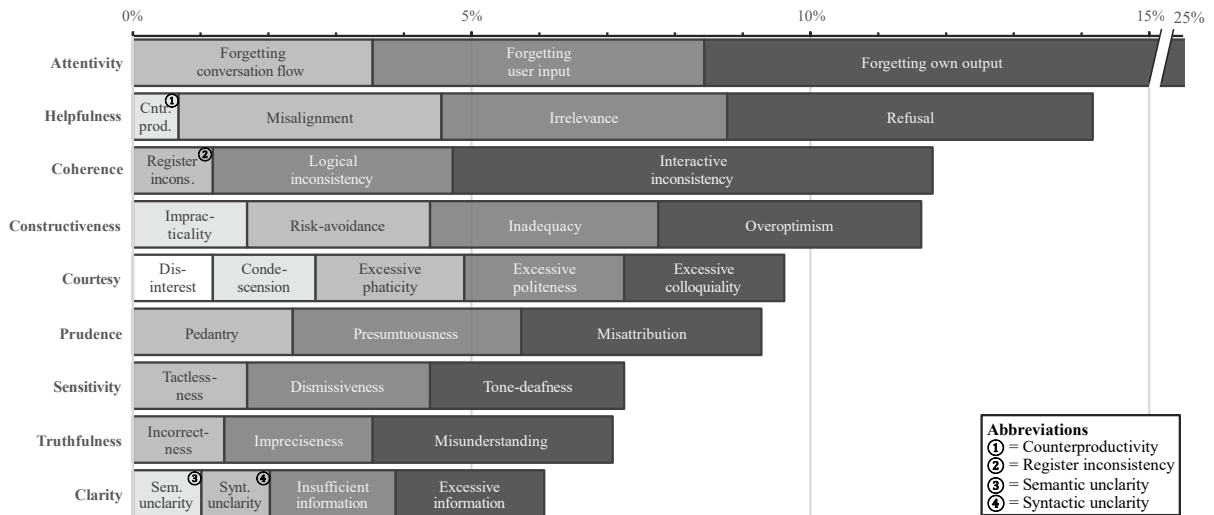 0%
5%
10%
15%
25%
Attentivity
Forgetting
conversation flow
Forgetting
user input
Forgetting own output
Helpfulness
Cntr.
prod.
①
Misalignment
Irrelevance
Refusal
Coherence
Register
incons.
②
Logical
inconsistency
Interactive
inconsistency
Constructiveness
Imprac-
ticality
Risk-avoidance
Inadequacy
Overoptimism
Courtesy
Dis-
interest
Conde-
scension
Excessive
phaticity
Excessive
politeness
Excessive
colloquiality
Prudence
Pedantry
Presumtuousness
Misattribution
Sensitivity
Tactless-
ness
Dismissiveness
Tone-deafness
Truthfulness
Incorrect-
ness
Impreciseness
Misunderstanding
Clarity
Sem.
unclarity
③
Synt.
unclarity
④
Insufficient
information
Excessive
information
Abbreviations
① = Counterproductivity
② = Register inconsistency
③ = Semantic unclarity
④ = Syntactic unclarity